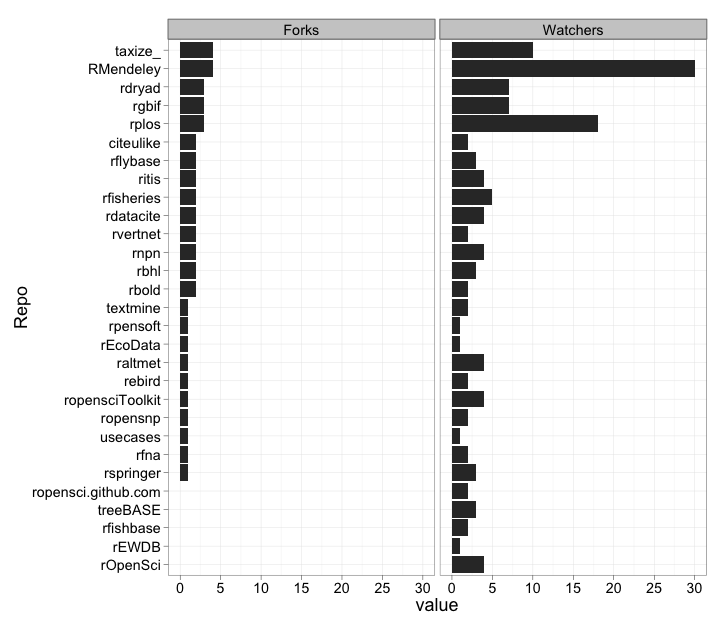 Forks Watchers
Repo
taxize_
RMendeley
rdryad
rgbif
rplos
citeulike
rflybase
ritis
rfisheries
rdatacite
rvertnet
rnpn
rbhl
rbold
textmine
rpensoft
rEcoData
raltmet
rebird
ropensciToolkit
ropensnp
usecases
rfna
rspringer
ropensci.github.com
treeBASE
rfishbase
rEWDB
rOpenSci
0 5 10 15 20 25 30 0 5 10 15 20 25 30
value